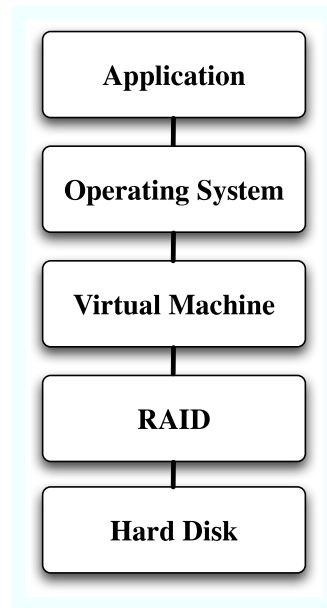 Application
Operating System
Virtual Machine
RAID
Hard Disk